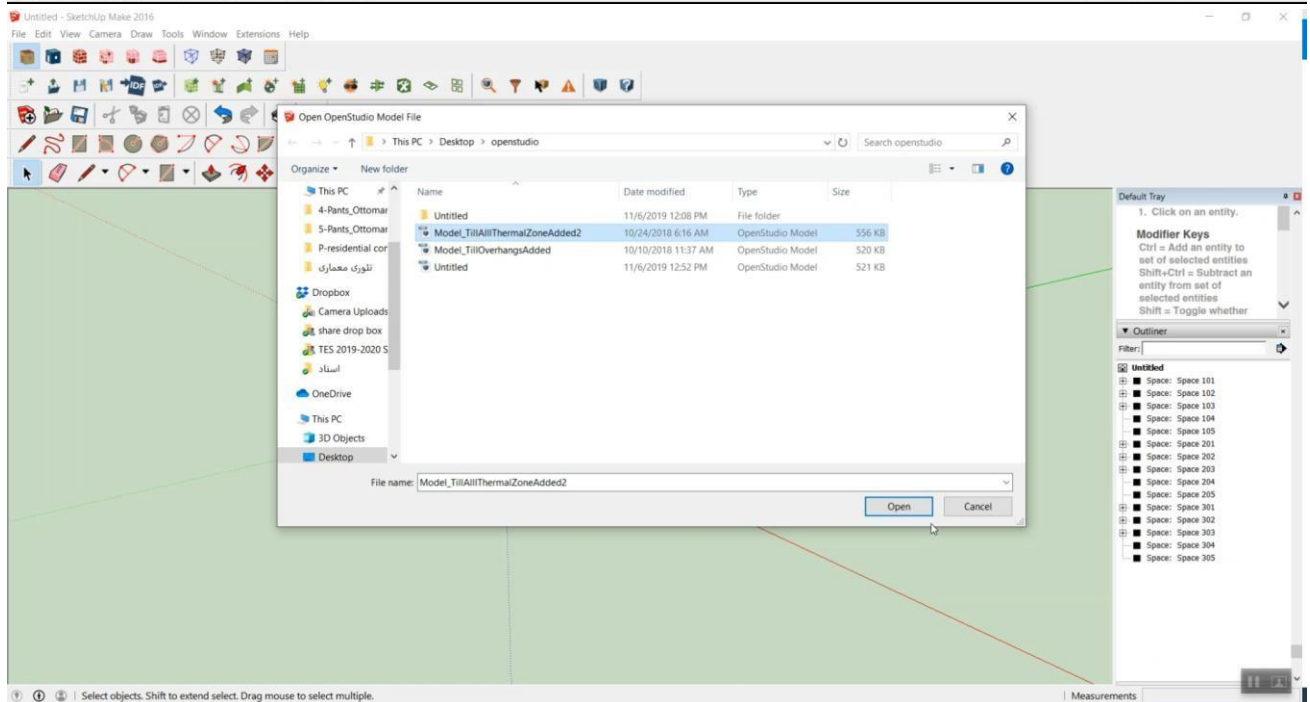 Untitled - SketchUp Make 2016
File Edit View Camera Draw Tools Window Extensions Help
IDF
Open OpenStudio Model File
This PC > Desktop > openstudio
Search openstudio
Organize
New folder
Name Date modified Type Size
Untitled 11/6/2019 12:08 PM File folder
Model_TillAllIThermalZoneAdded2 10/24/2018 6:16 AM OpenStudio Model 556 KB
Model_TillOverhangsAdded 10/10/2018 11:37 AM OpenStudio Model 520 KB
Untitled 11/6/2019 12:52 PM OpenStudio Model 521 KB
This PC
4-Pants_Ottomar
5-Pants_Ottomar
P-residential cor
تئوری معماری
Dropbox
Camera Uploads
share drop box
TES 2019-2020 S
اسناد
OneDrive
This PC
3D Objects
Desktop
File name: Model_TillAllIThermalZoneAdded2
Open
Cancel
Default Tray
1. Click on an entity.
Modifier Keys
Ctrl = Add an entity to
set of selected entities
Shift+Ctrl = Subtract an
entity from set of
selected entities
Shift = Toggle whether
Outliner
Filter:
Untitled
Space: Space 101
Space: Space 102
Space: Space 103
Space: Space 104
Space: Space 105
Space: Space 201
Space: Space 202
Space: Space 203
Space: Space 204
Space: Space 205
Space: Space 301
Space: Space 302
Space: Space 303
Space: Space 304
Space: Space 305
Select objects. Shift to extend select. Drag mouse to select multiple.
Measurements